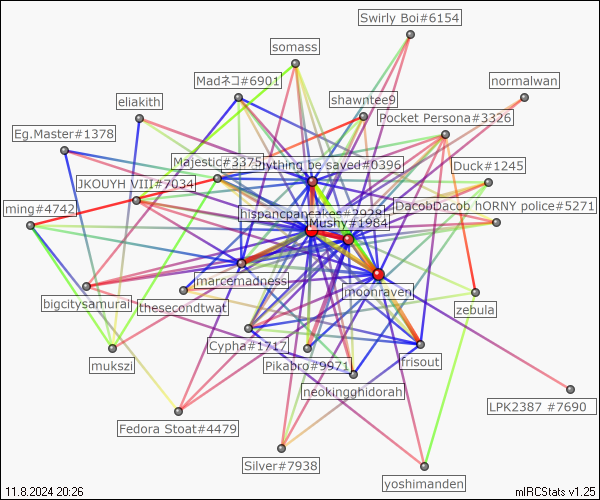 Swirly Boi#6154
somass
Madネコ#6901
normalwan
eliakith
shawntee9
Pocket Persona#3326
Eg.Master#1378
Majestic#3375
nything be saved#0396
Duck#1245
JKOUYH VIII#7034
ming#4742
DacobDacob hORNY police#5271
hispancpancakes#7928
Mushy#1984
marcemadness
moonraven
bigcitysamurai
thesecondtwat
zebula
Cypha#1717
mukszi
Pikabro#9971
frisout
neokingghidorah
LPK2387 #7690
Fedora Stoat#4479
Silver#7938
yoshimanden
11.8.2024 20:26
mIRCStats v1.25